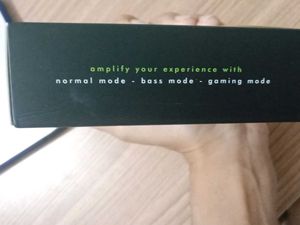 amplify your experience with
normal mode - bass mode - gaming mode